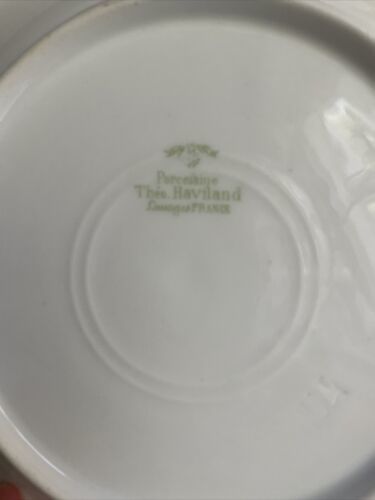 Porcelaine
Théo. Haviland
Limoges FRANCE